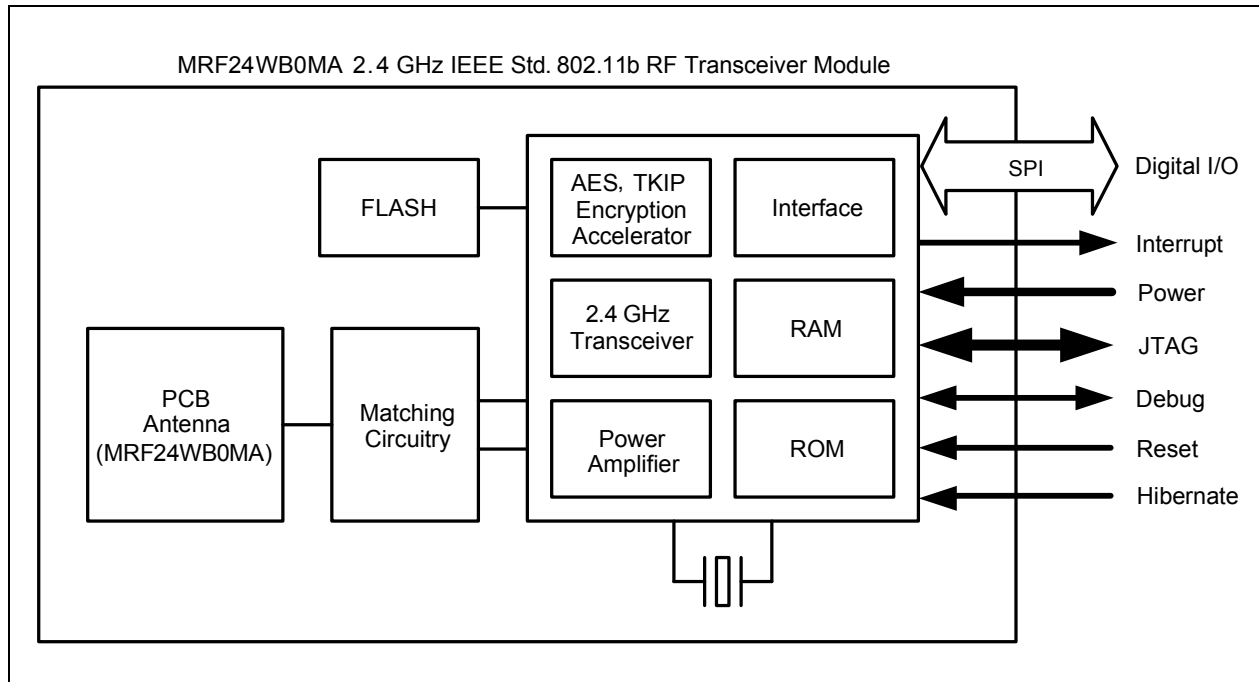 MRF24WB0MA 2.4 GHz IEEE Std. 802.11b RF Transceiver Module
FLASH
AES, TKIP
Encryption
Accelerator
Interface
SPI
Digital I/O
Interrupt
Power
2.4 GHz
Transceiver
RAM
JTAG
PCB
Antenna
(MRF24WB0MA)
Matching
Circuitry
Power
Amplifier
ROM
Debug
Reset
Hibernate